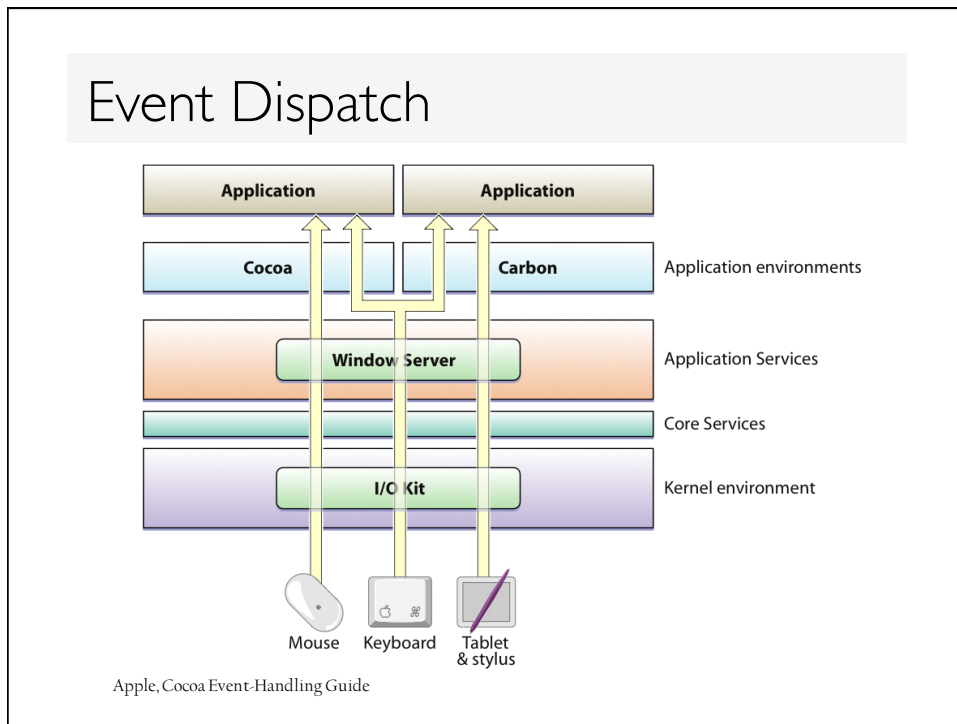 Event Dispatch
Application Application
Cocoa Carbon Application environments
Window Server Application Services
Core Services
I/O Kit Kernel environment
Mouse Keyboard Tablet
& stylus
Apple, Cocoa Event-Handling Guide